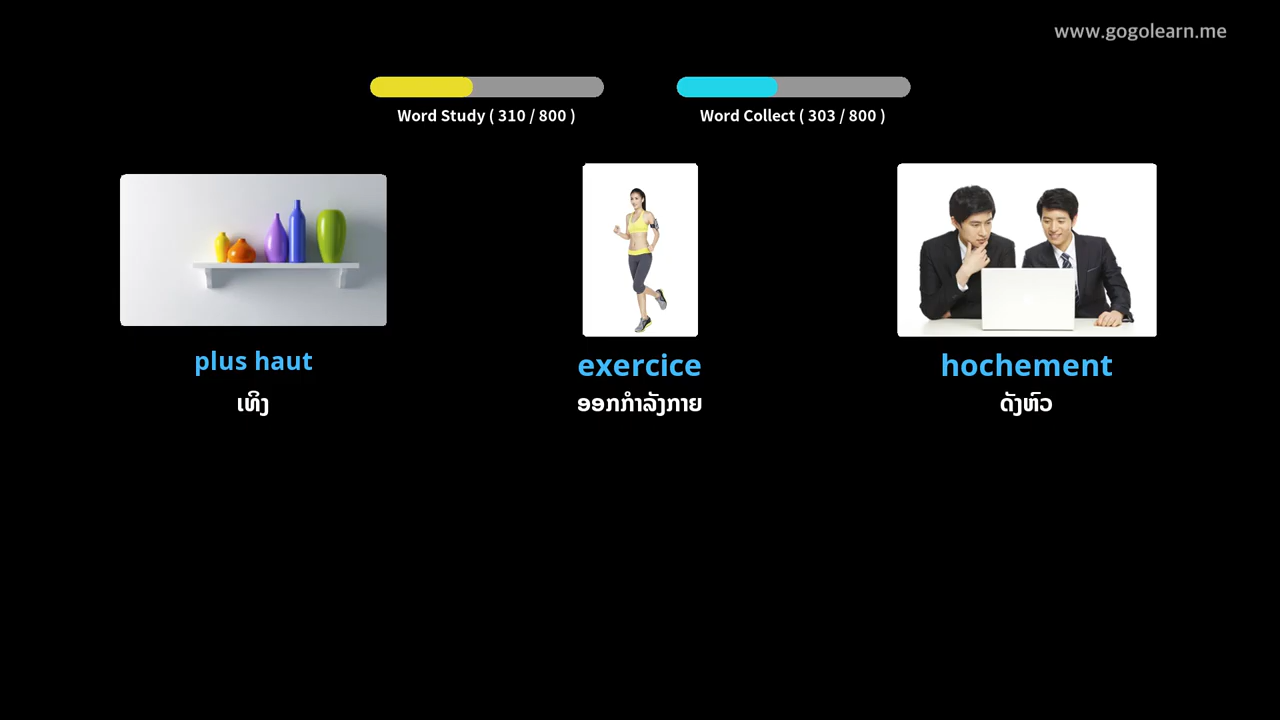 www.gogolearn.me
Word Study ( 310 / 800 )
Word Collect ( 303 / 800 )
plus haut
ເທິງ
exercice
ອອກກໍາລັງກາຍ
hochement
ດັງຫົວ